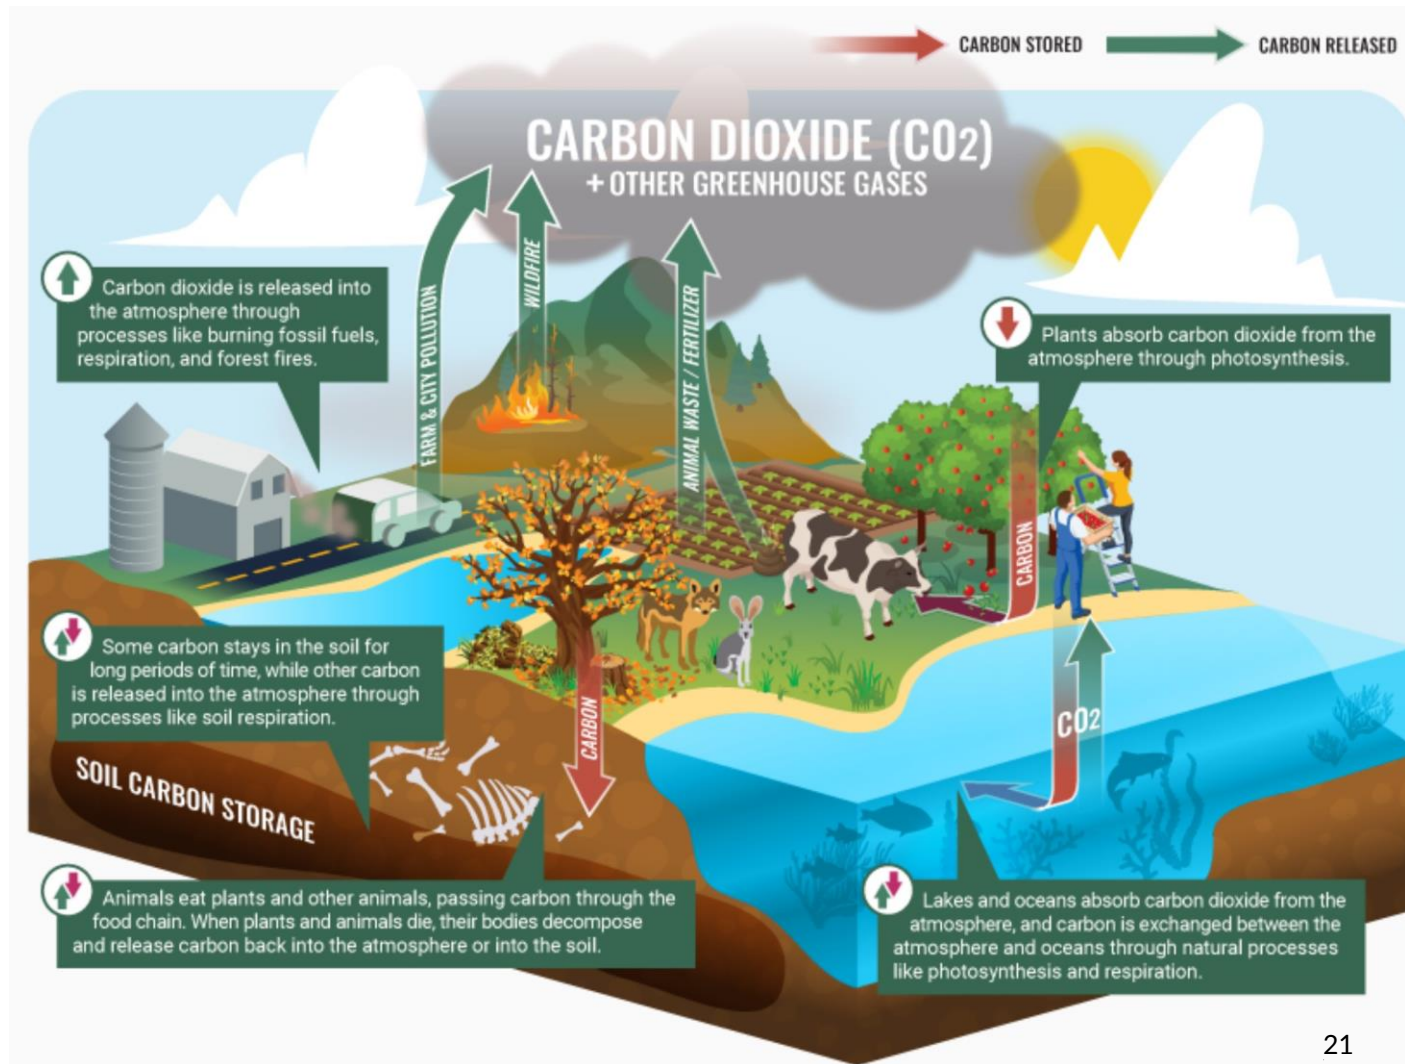 CARBON STORED
CARBON RELEASED
CARBON DIOXIDE (CO2)
+ OTHER GREENHOUSE GASES
Carbon dioxide is released into
the atmosphere through
processes like burning fossil fuels,
respiration, and forest fires.
FARM & CITY POLLUTION
WILDFIRE
ANIMAL WASTE / FERTILIZER
Plants absorb carbon dioxide from the
atmosphere through photosynthesis.
CARBON
Some carbon stays in the soil for
long periods of time, while other carbon
is released into the atmosphere through
processes like soil respiration.
CARBON
CO2
SOIL CARBON STORAGE
Animals eat plants and other animals, passing carbon through the
food chain. When plants and animals die, their bodies decompose
and release carbon back into the atmosphere or into the soil.
Lakes and oceans absorb carbon dioxide from the
atmosphere, and carbon is exchanged between the
atmosphere and oceans through natural processes
like photosynthesis and respiration.
21